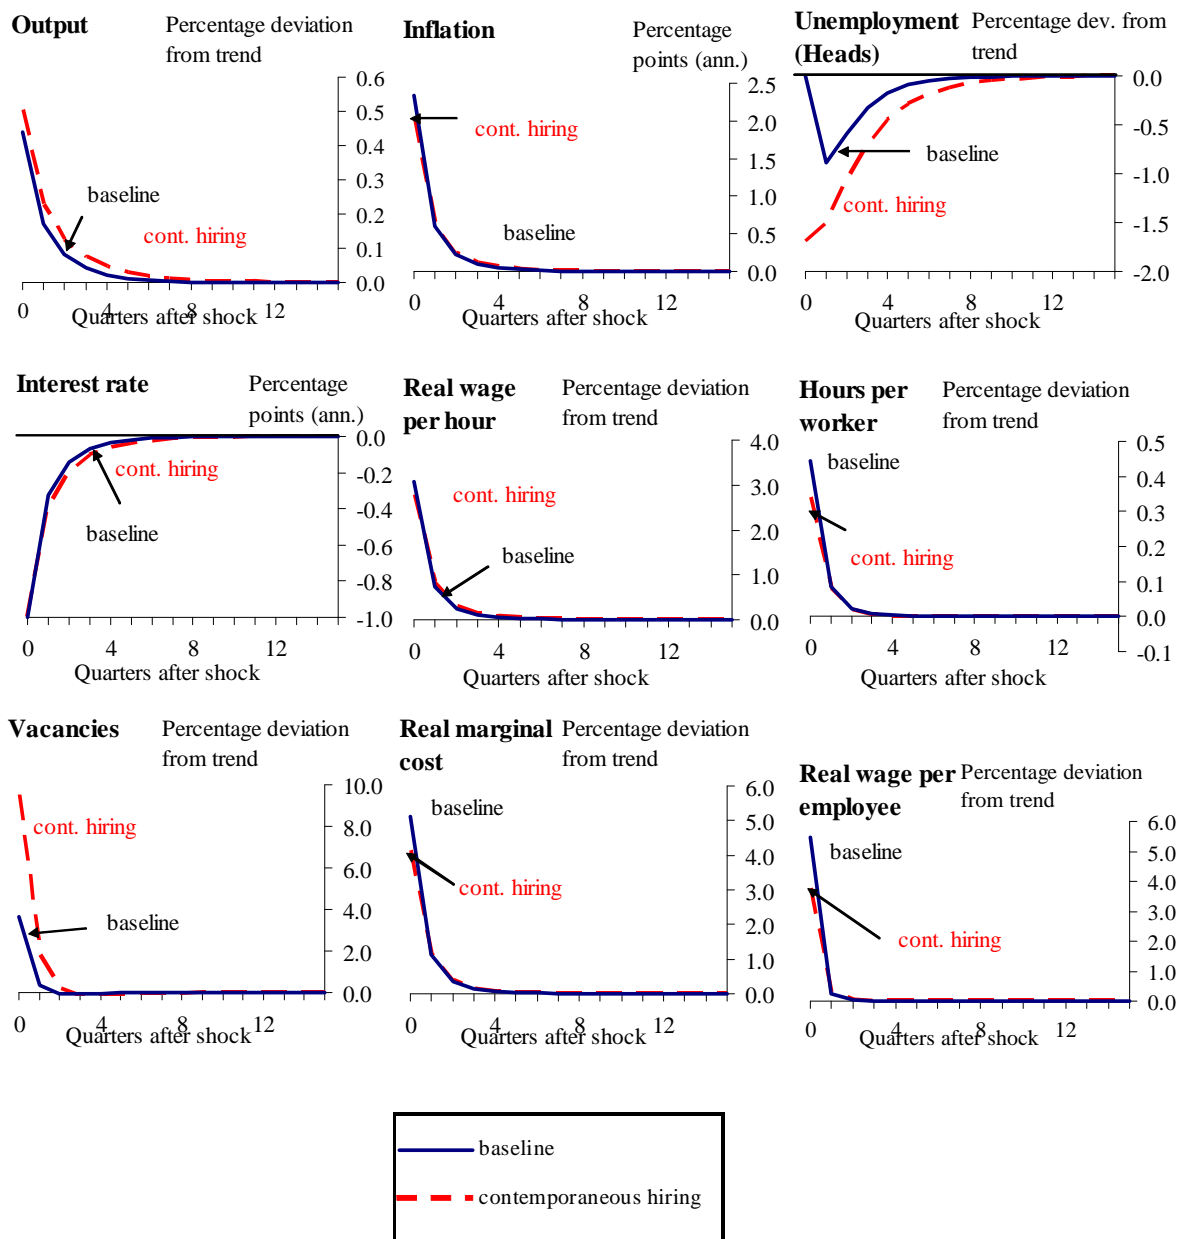 Output
Percentage deviation
from trend
0.6
0.5
0.4
0.3
0.2
0.1
0.0
baseline
cont. hiring
0 4 8 12
Quarters after shock
Inflation
Percentage
points (ann.)
2.5
2.0
1.5
1.0
0.5
0.0
cont. hiring
baseline
0 4 8 12
Quarters after shock
Unemployment
(Heads)
Percentage dev. from
trend
0.0
-0.5
-1.0
-1.5
-2.0
baseline
cont. hiring
0 4 8 12
Quarters after shock
Interest rate
Percentage
points (ann.)
0.0
-0.2
-0.4
-0.6
-0.8
-1.0
cont. hiring
baseline
0 4 8 12
Quarters after shock
Real wage
per hour
Percentage deviation
from trend
4.0
3.0
2.0
1.0
0.0
cont. hiring
baseline
0 4 8 12
Quarters after shock
Hours per
worker
Percentage deviation
from trend
0.5
0.4
0.3
0.2
0.1
0.0
-0.1
baseline
cont. hiring
0 4 8 12
Quarters after shock
Vacancies
Percentage deviation
from trend
10.0
8.0
6.0
4.0
2.0
0.0
cont. hiring
baseline
0 4 8 12
Quarters after shock
Real marginal
cost
Percentage deviation
from trend
6.0
5.0
4.0
3.0
2.0
1.0
0.0
baseline
cont. hiring
0 4 8 12
Quarters after shock
Real wage per
employee
Percentage deviation
from trend
6.0
5.0
4.0
3.0
2.0
1.0
0.0
baseline
cont. hiring
0 4 8 12
Quarters after shock
baseline
contemporaneous hiring